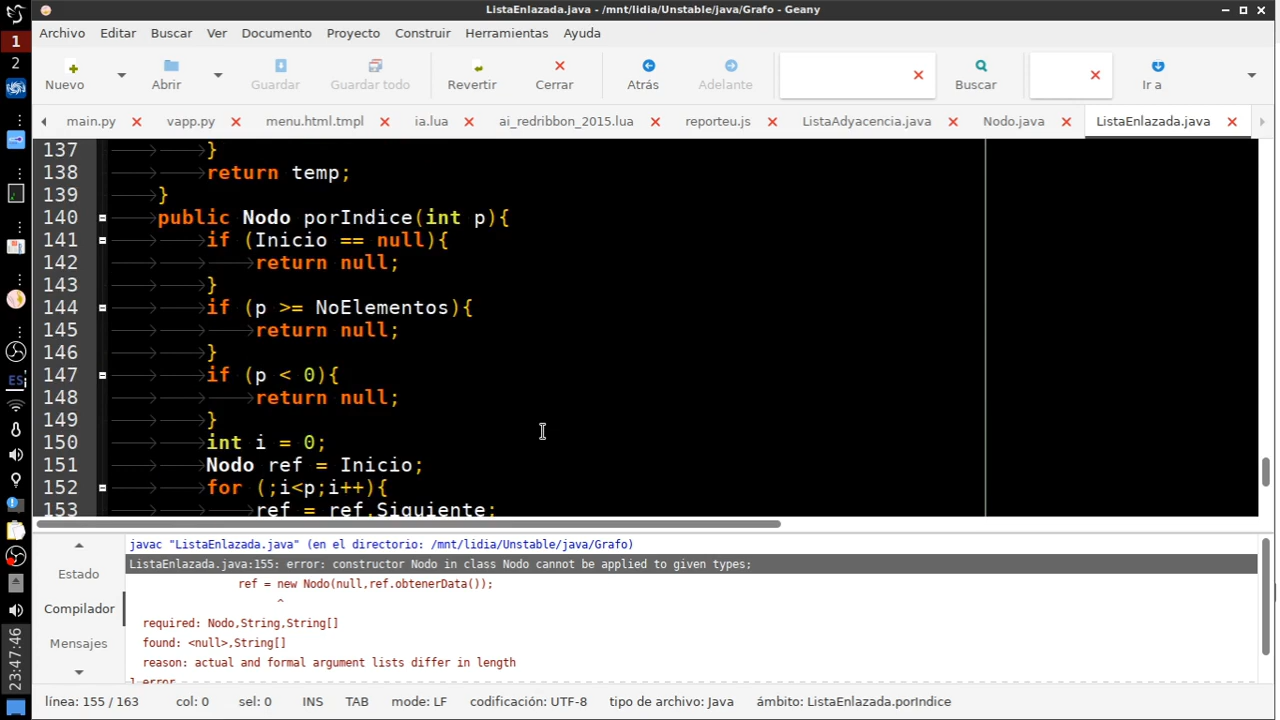 ListaEnlazada.java - /mnt/lidia/Unstable/java/Grafo - Geany
1
2
ES
23:47:46
Archivo Editar Buscar Ver Documento Proyecto Construir Herramientas Ayuda
Nuevo Abrir Guardar Guardar todo Revertir Cerrar Atrás Adelante Buscar Ir a
main.py vapp.py menu.html.tmpl ia.lua ai_redribbon_2015.lua reporteu.js ListaAdyacencia.java Nodo.java ListaEnlazada.java
137 }
138 return temp;
139 }
140 public Nodo porIndice(int p){
141 if (Inicio == null){
142 return null;
143 }
144 if (p >= NoElementos){
145 return null;
146 }
147 if (p < 0){
148 return null;
149 }
150 int i = 0;
151 Nodo ref = Inicio;
152 for (;i<p;i++){
153 ref = ref.Siguiente;
Estado
Compilador
Mensajes
javac "ListaEnlazada.java" (en el directorio: /mnt/lidia/Unstable/java/Grafo)
ListaEnlazada.java:155: error: constructor Nodo in class Nodo cannot be applied to given types;
ref = new Nodo(null,ref.obtenerData());
^
required: Nodo,String,String[]
found: <null>,String[]
reason: actual and formal argument lists differ in length
1 error
línea: 155 / 163 col: 0 sel: 0 INS TAB mode: LF codificación: UTF-8 tipo de archivo: Java ámbito: ListaEnlazada.porIndice